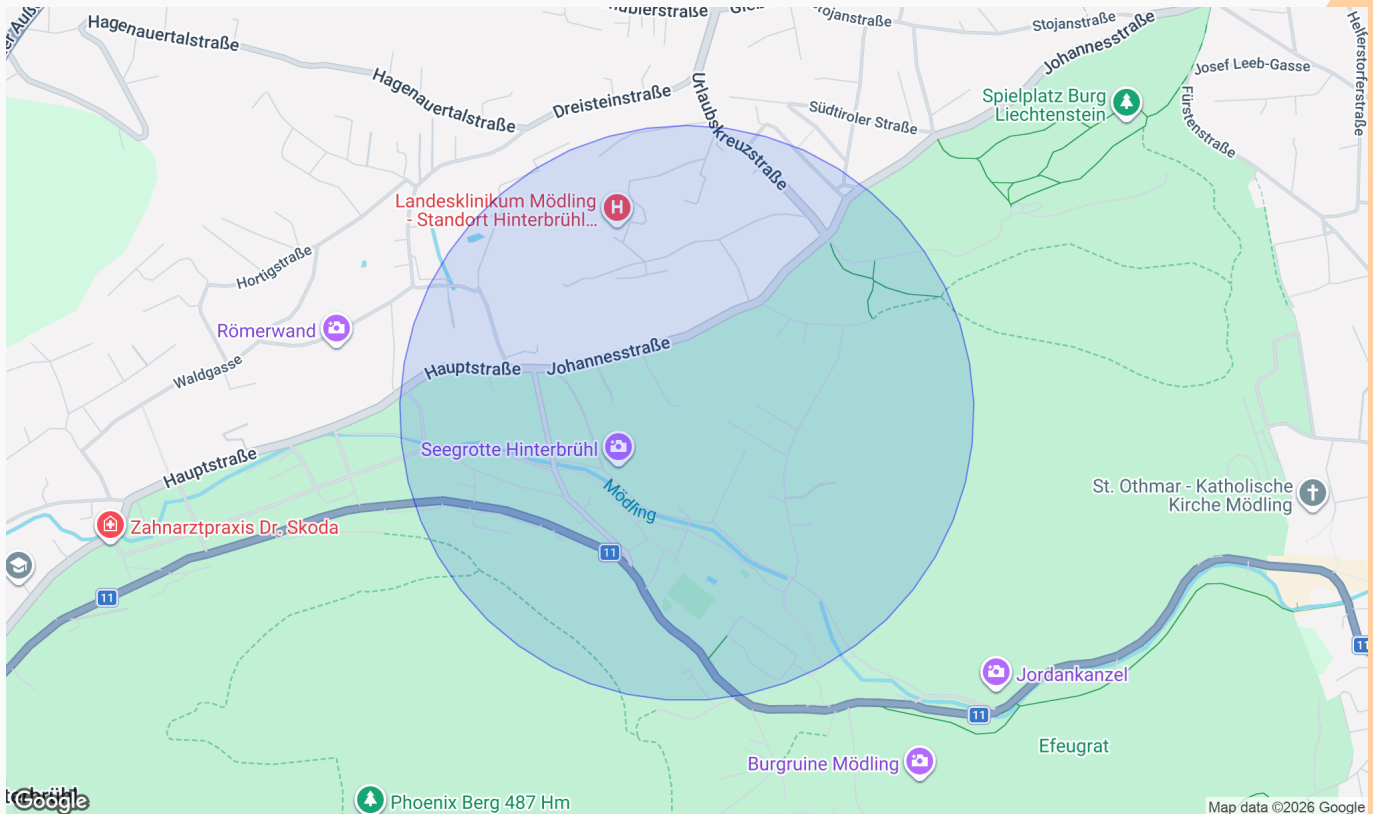 Hagenauertalstraße
Stojanstraße
Johannesstraße
Josef Leeb-Gasse
Helferstorferstraße
Hagenauertalstraße
Dreisteinstraße
Urlaubskreuzstraße
Südtiroler Straße
Spielplatz Burg
Liechtenstein
Fürstenstraße
Landesklinikum Mödling
- Standort Hinterbrühl...
H
Hortigstraße
Römerwand
Waldgasse
Hauptstraße
Johannesstraße
Seegrotte Hinterbrühl
Hauptstraße
Mödling
St. Othmar - Katholische
Kirche Mödling
Zahnarztpraxis Dr. Skoda
11
11
11
11
Jordankanzel
Efeugrat
Burgruine Mödling
Phoenix Berg 487 Hm
Google
Map data ©2026 Google